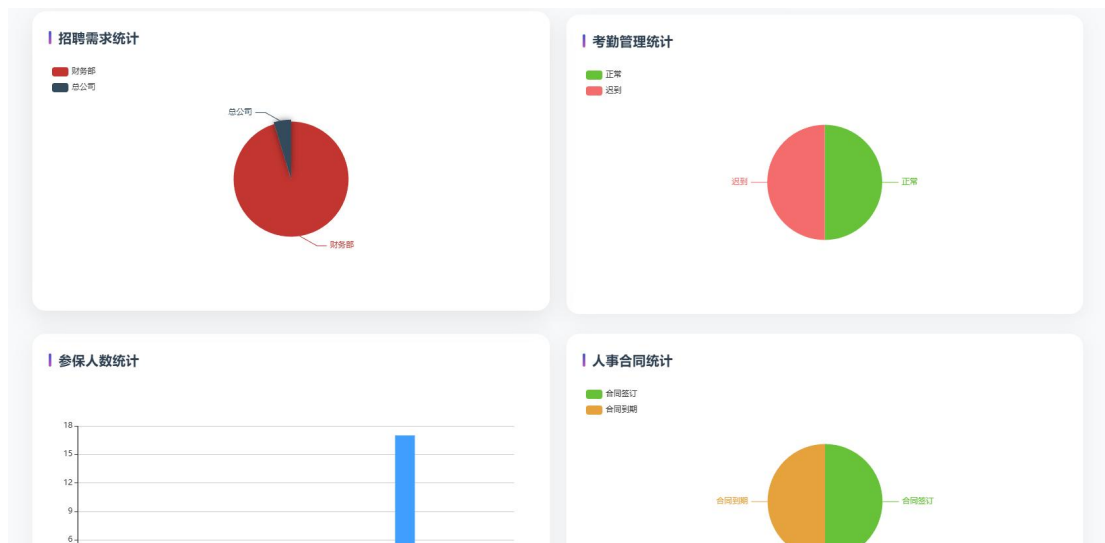 招聘需求统计
财务部
总公司
总公司
财务部
考勤管理统计
正常
迟到
迟到
正常
参保人数统计
18
15
12
9
6
人事合同统计
合同签订
合同到期
合同到期
合同签订